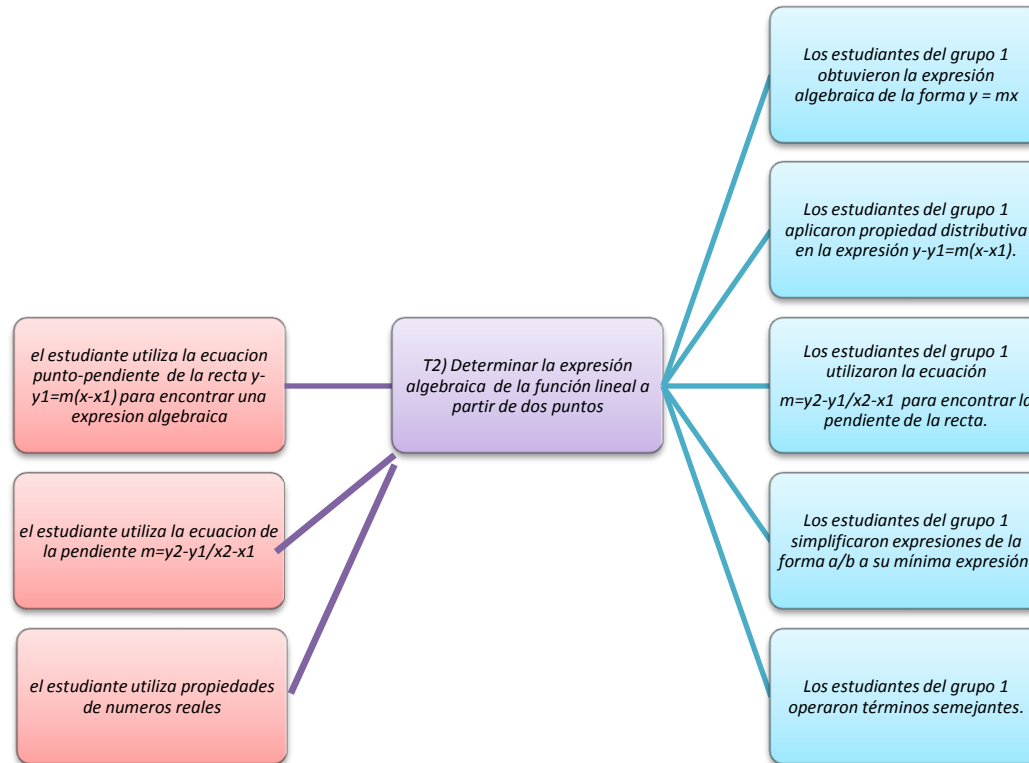 el estudiante utiliza la ecuacion
punto-pendiente de la recta y-
y1=m(x-x1) para encontrar una
expresion algebraica
el estudiante utiliza la ecuacion de
la pendiente m=y2-y1/x2-x1
el estudiante utiliza propiedades
de numeros reales
T2) Determinar la expresión
algebraica de la función lineal a
partir de dos puntos
Los estudiantes del grupo 1
obtuvieron la expresión
algebraica de la forma y = mx
Los estudiantes del grupo 1
aplicaron propiedad distributiva
en la expresión y-y1=m(x-x1).
Los estudiantes del grupo 1
utilizaron la ecuación
m=y2-y1/x2-x1 para encontrar la
pendiente de la recta.
Los estudiantes del grupo 1
simplificaron expresiones de la
forma a/b a su mínima expresión
Los estudiantes del grupo 1
operaron términos semejantes.